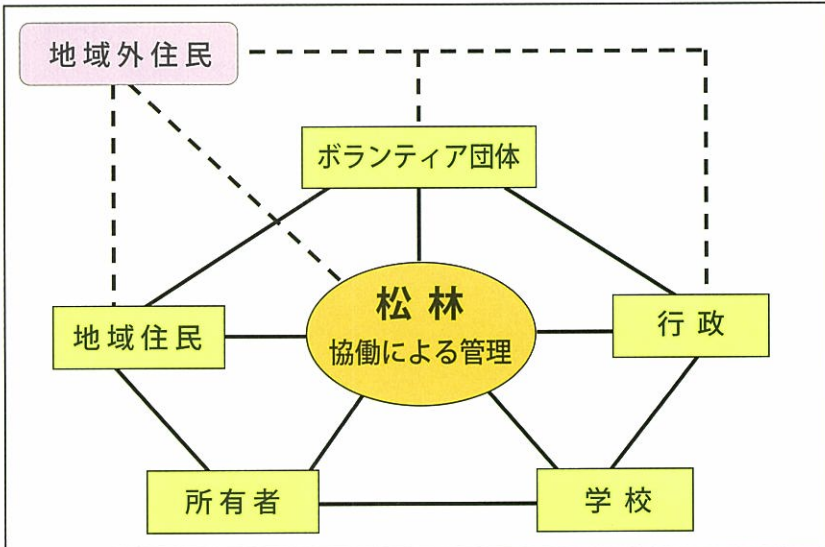 地域外住民
ボランティア団体
松林
協働による管理
地域住民
行政
所有者
学校